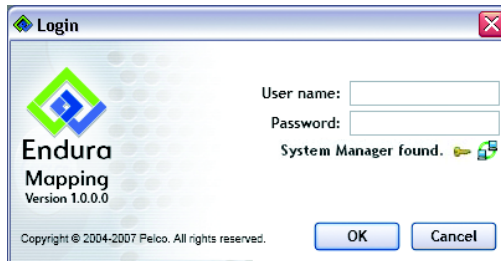 Login
User name:
Password:
System Manager found.
Endura
Mapping
Version 1.0.0.0
Copyright © 2004-2007 Pelco. All rights reserved.
OK
Cancel